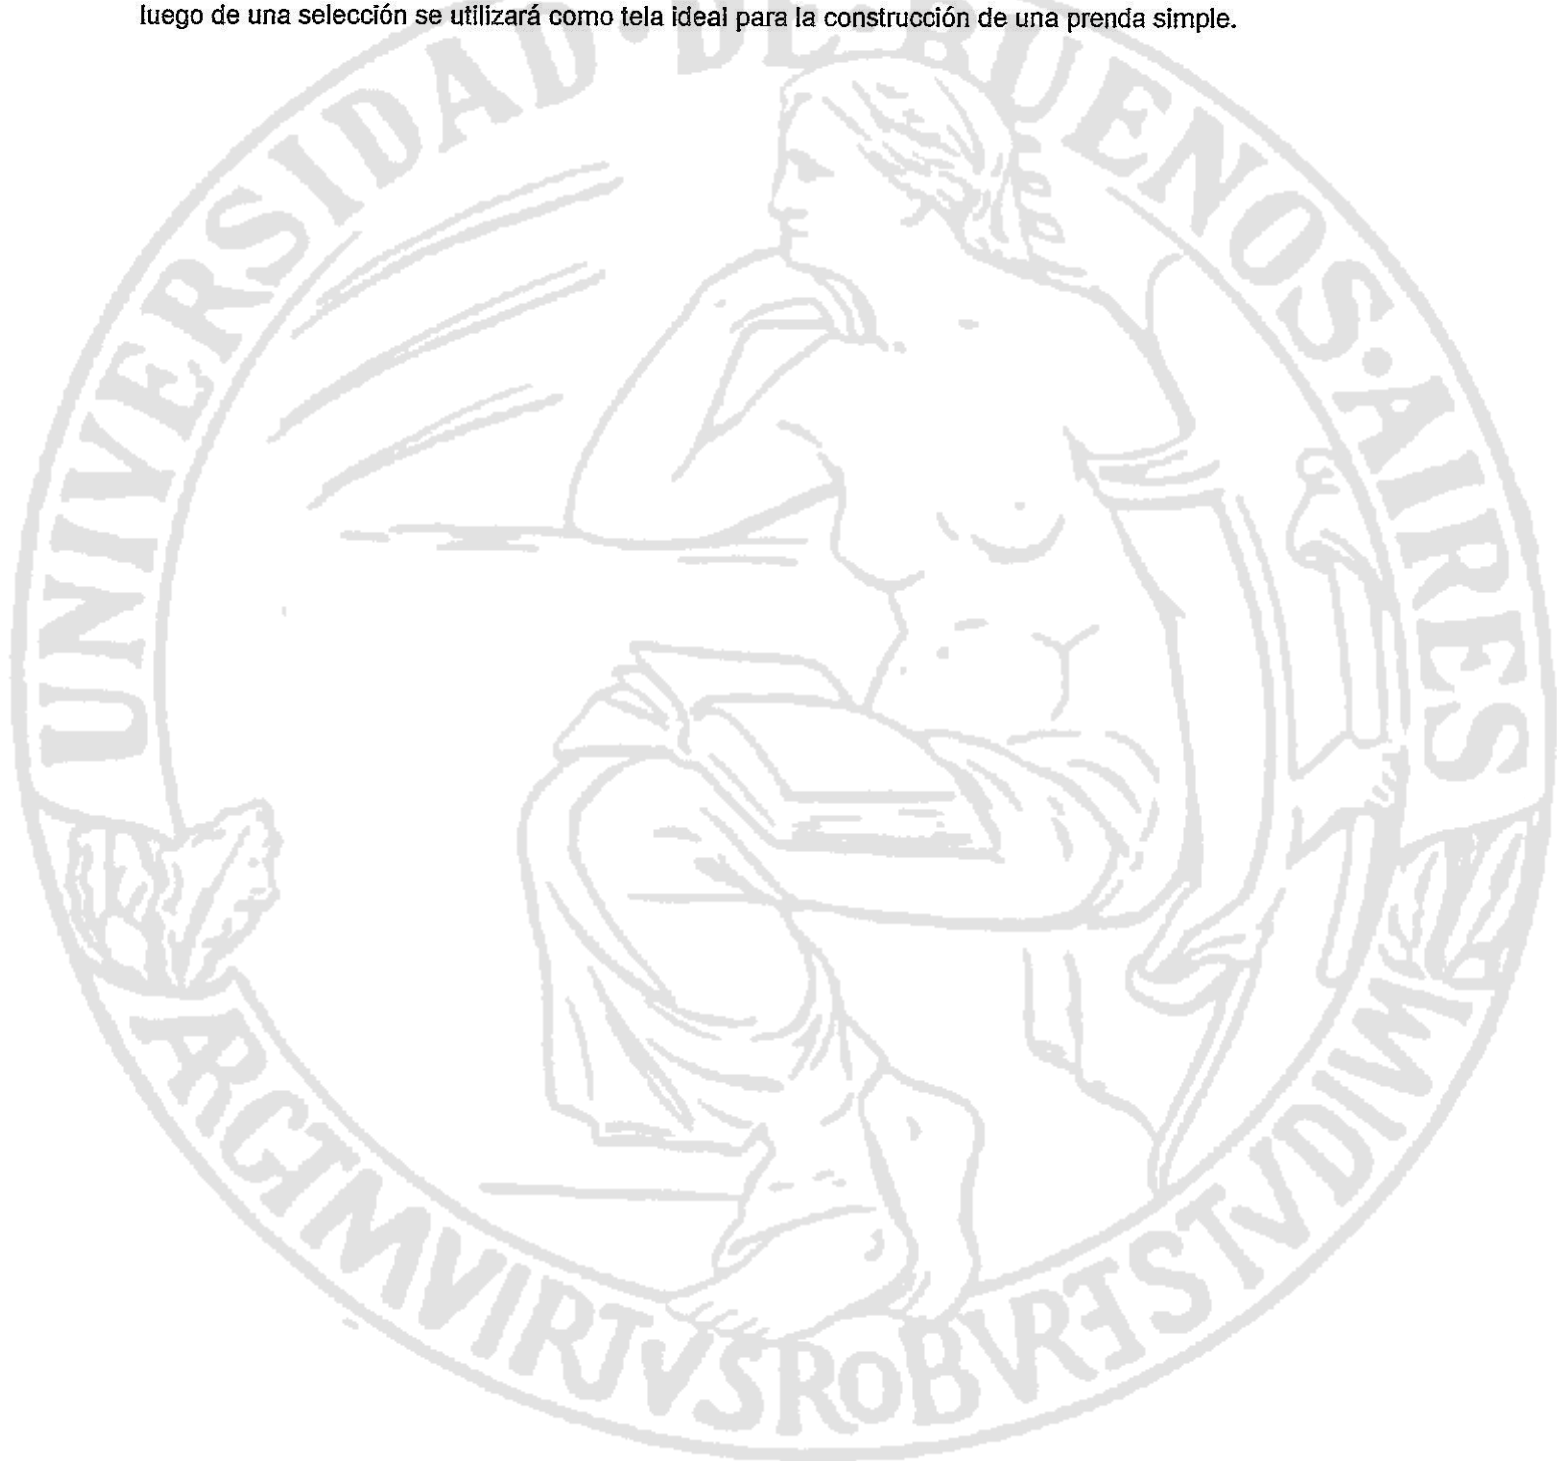 luego de una selección se utilizará como tela ideal para la construcción de una prenda simple.
UNIVERSIDAD·DE·BUENOS·AIRES
ARGTMVIRTVSROBVRESTVDIVM